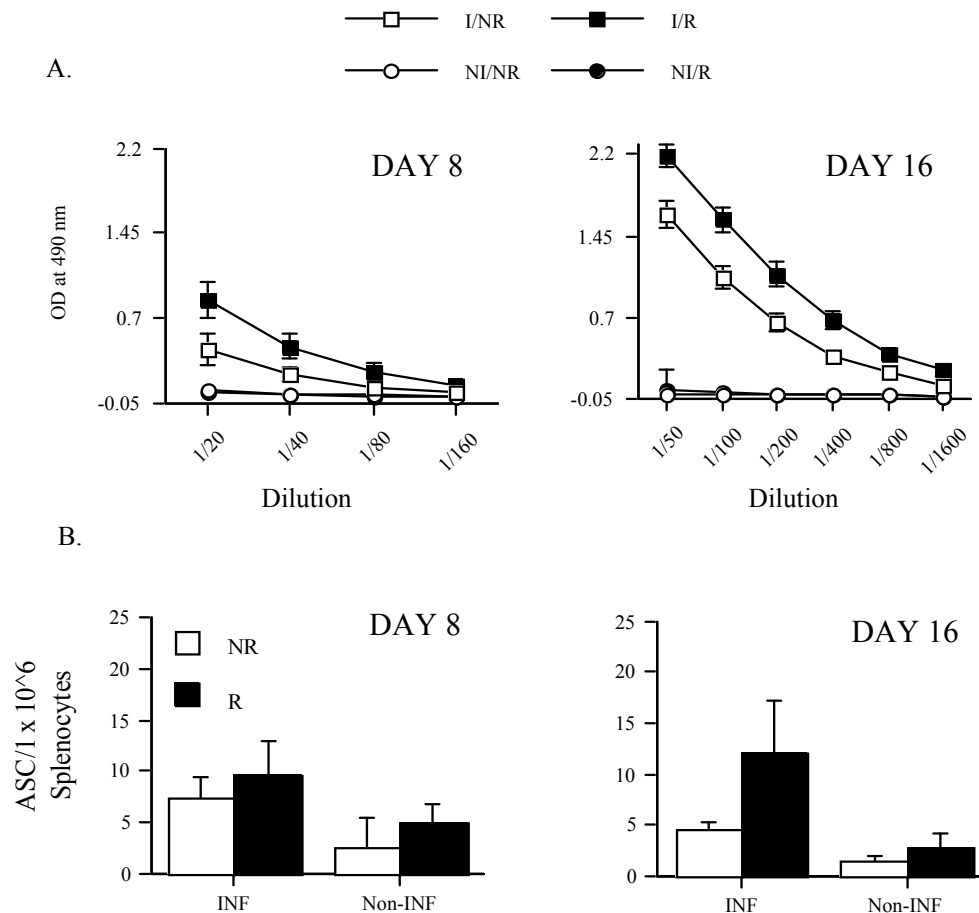 I/NR I/R
NI/NR NI/R
A.
DAY 8
2.2
1.45
0.7
-0.05
OD at 490 nm
1/20 1/40 1/80 1/160
Dilution
DAY 16
2.2
1.45
0.7
-0.05
1/50 1/100 1/200 1/400 1/800 1/1600
Dilution
B.
DAY 8
25
20
15
10
5
0
ASC/1 x 10^6
Splenocytes
NR
R
INF Non-INF
DAY 16
25
20
15
10
5
0
INF Non-INF